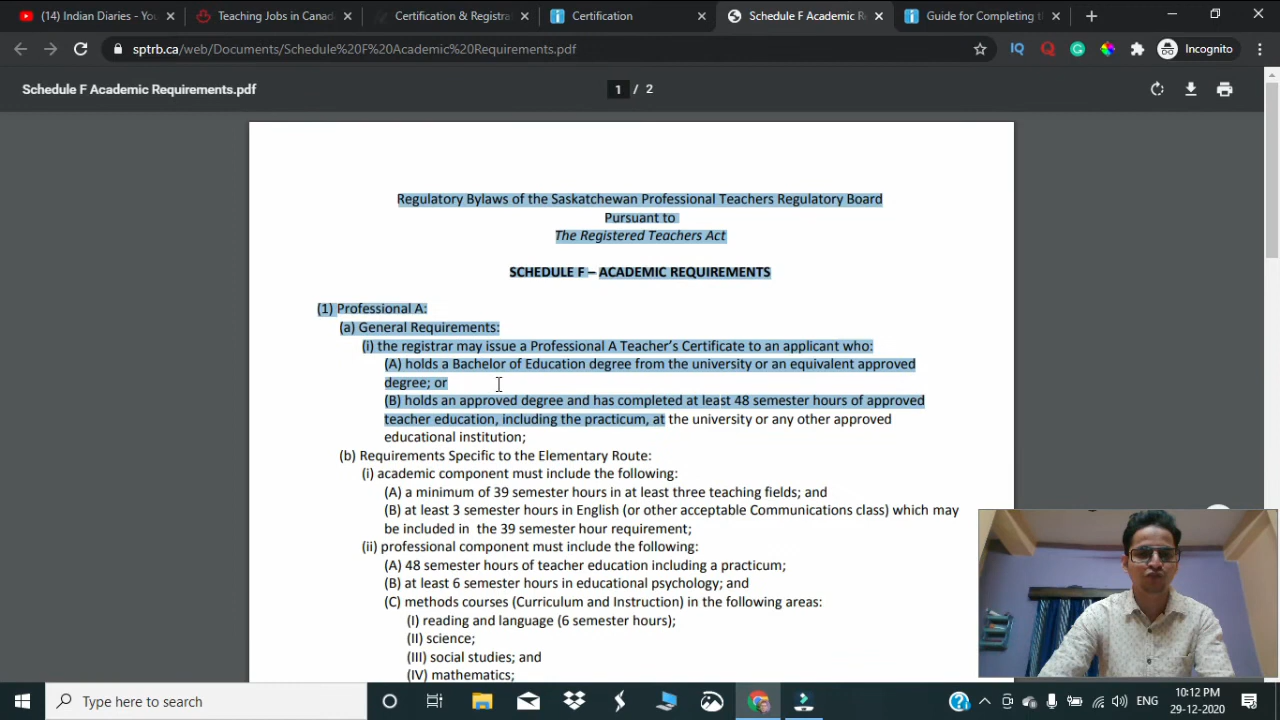 (14) Indian Diaries - You
Teaching Jobs in Canad
Certification & Registra
Certification
Schedule F Academic R
Guide for Completing th
sptrb.ca/web/Documents/Schedule%20F%20Academic%20Requirements.pdf
Incognito
Schedule F Academic Requirements.pdf
1 / 2
Regulatory Bylaws of the Saskatchewan Professional Teachers Regulatory Board
Pursuant to
The Registered Teachers Act
SCHEDULE F – ACADEMIC REQUIREMENTS
(1) Professional A:
(a) General Requirements:
(i) the registrar may issue a Professional A Teacher's Certificate to an applicant who:
(A) holds a Bachelor of Education degree from the university or an equivalent approved
degree; or
(B) holds an approved degree and has completed at least 48 semester hours of approved
teacher education, including the practicum, at the university or any other approved
educational institution;
(b) Requirements Specific to the Elementary Route:
(i) academic component must include the following:
(A) a minimum of 39 semester hours in at least three teaching fields; and
(B) at least 3 semester hours in English (or other acceptable Communications class) which may
be included in the 39 semester hour requirement;
(ii) professional component must include the following:
(A) 48 semester hours of teacher education including a practicum;
(B) at least 6 semester hours in educational psychology; and
(C) methods courses (Curriculum and Instruction) in the following areas:
(I) reading and language (6 semester hours);
(II) science;
(III) social studies; and
(IV) mathematics;
Type here to search
ENG
10:12 PM
29-12-2020